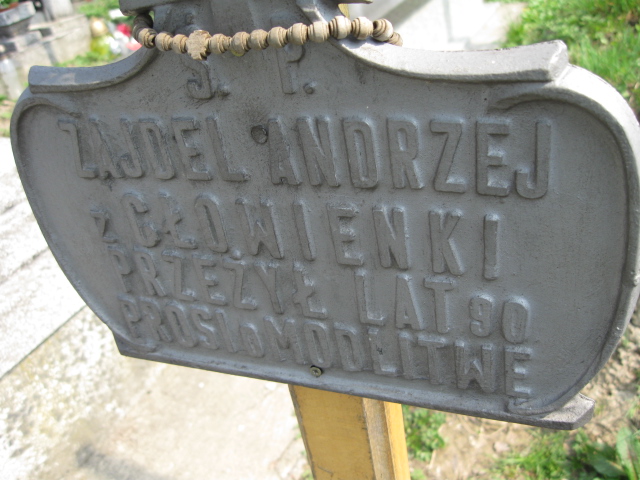 Ś. P.
ZAJDEL ANDRZEJ
z GŁOWIENKI
PRZEŻYŁ LAT 90
PROSI o MODLITWĘ